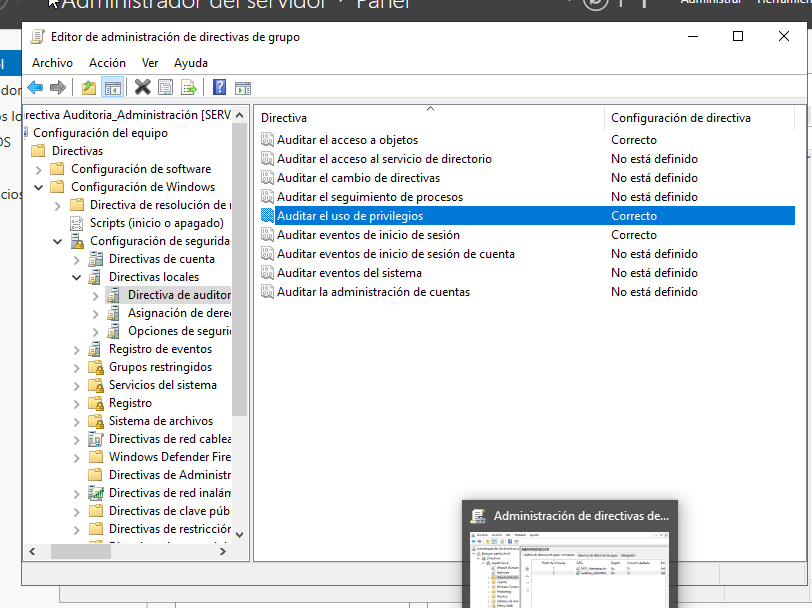 Administrador del servidor
Panel
Administrar
Editor de administración de directivas de grupo
Archivo Acción Ver Ayuda
rectiva Auditoria_Administración [SERV
Configuración del equipo
Directivas
Configuración de software
Configuración de Windows
Directiva de resolución de
Scripts (inicio o apagado)
Configuración de segurida
Directivas de cuenta
Directivas locales
Directiva de auditor
Asignación de dere
Opciones de seguri
Registro de eventos
Grupos restringidos
Servicios del sistema
Registro
Sistema de archivos
Directivas de red cablea
Windows Defender Fire
Directivas de Administr
Directivas de red inalám
Directivas de clave púb
Directivas de restricción
Directiva Configuración de directiva
Auditar el acceso a objetos Correcto
Auditar el acceso al servicio de directorio No está definido
Auditar el cambio de directivas No está definido
Auditar el seguimiento de procesos No está definido
Auditar el uso de privilegios Correcto
Auditar eventos de inicio de sesión Correcto
Auditar eventos de inicio de sesión de cuenta No está definido
Auditar eventos del sistema No está definido
Auditar la administración de cuentas No está definido
Administración de directivas de...